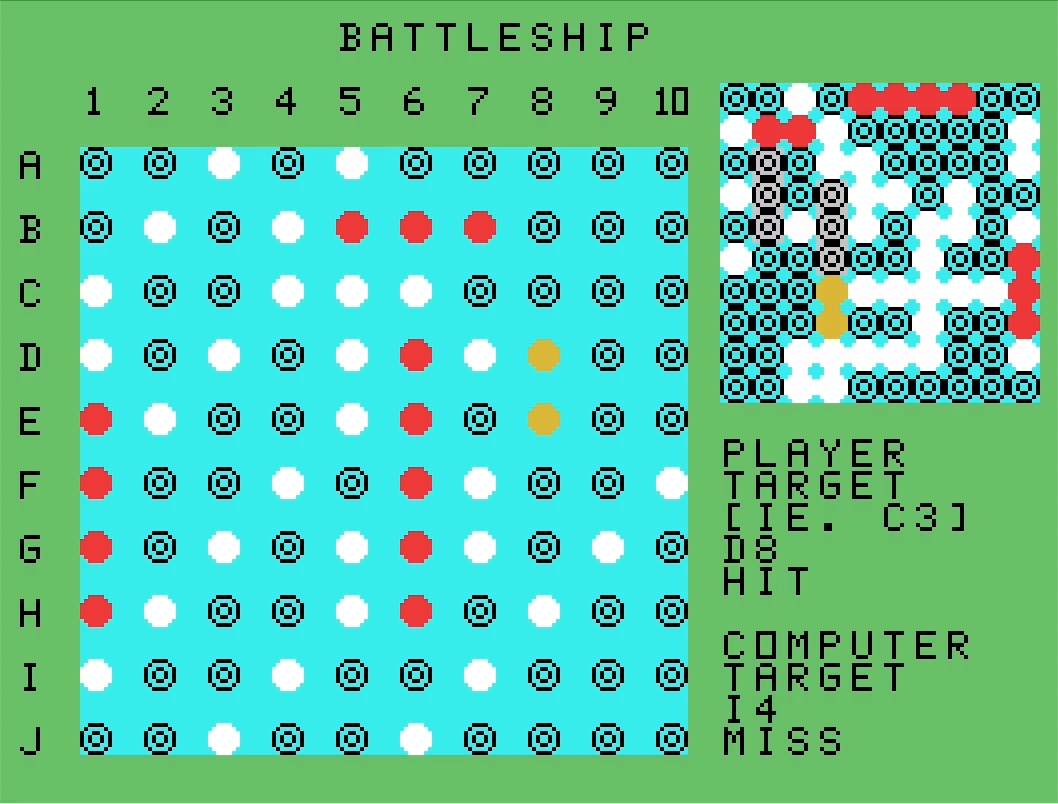 BATTLESHIP
1 2 3 4 5 6 7 8 9 10
A
B
C
D
E
F
G
H
I
J
PLAYER
TARGET
[IE. C3]
D8
HIT
COMPUTER
TARGET
I4
MISS